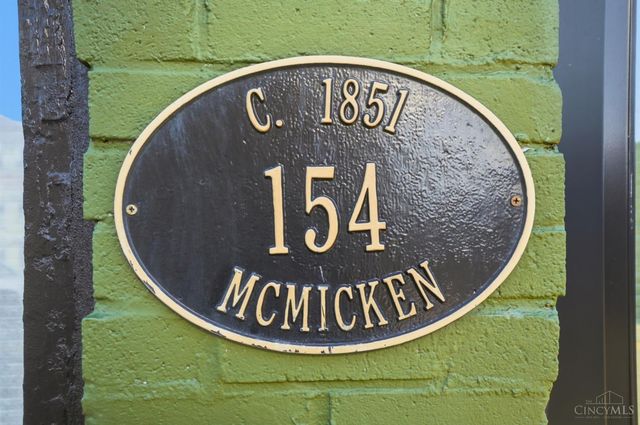 C. 1851
154
MCMICKEN
CINCYMLS